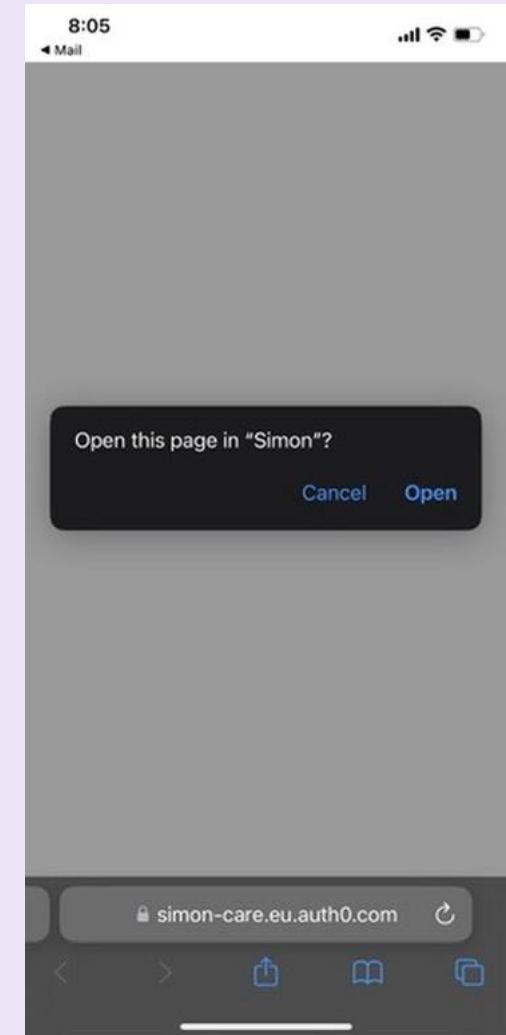 8:05
◄ Mail
Open this page in “Simon”?
Cancel Open
simon-care.eu.auth0.com